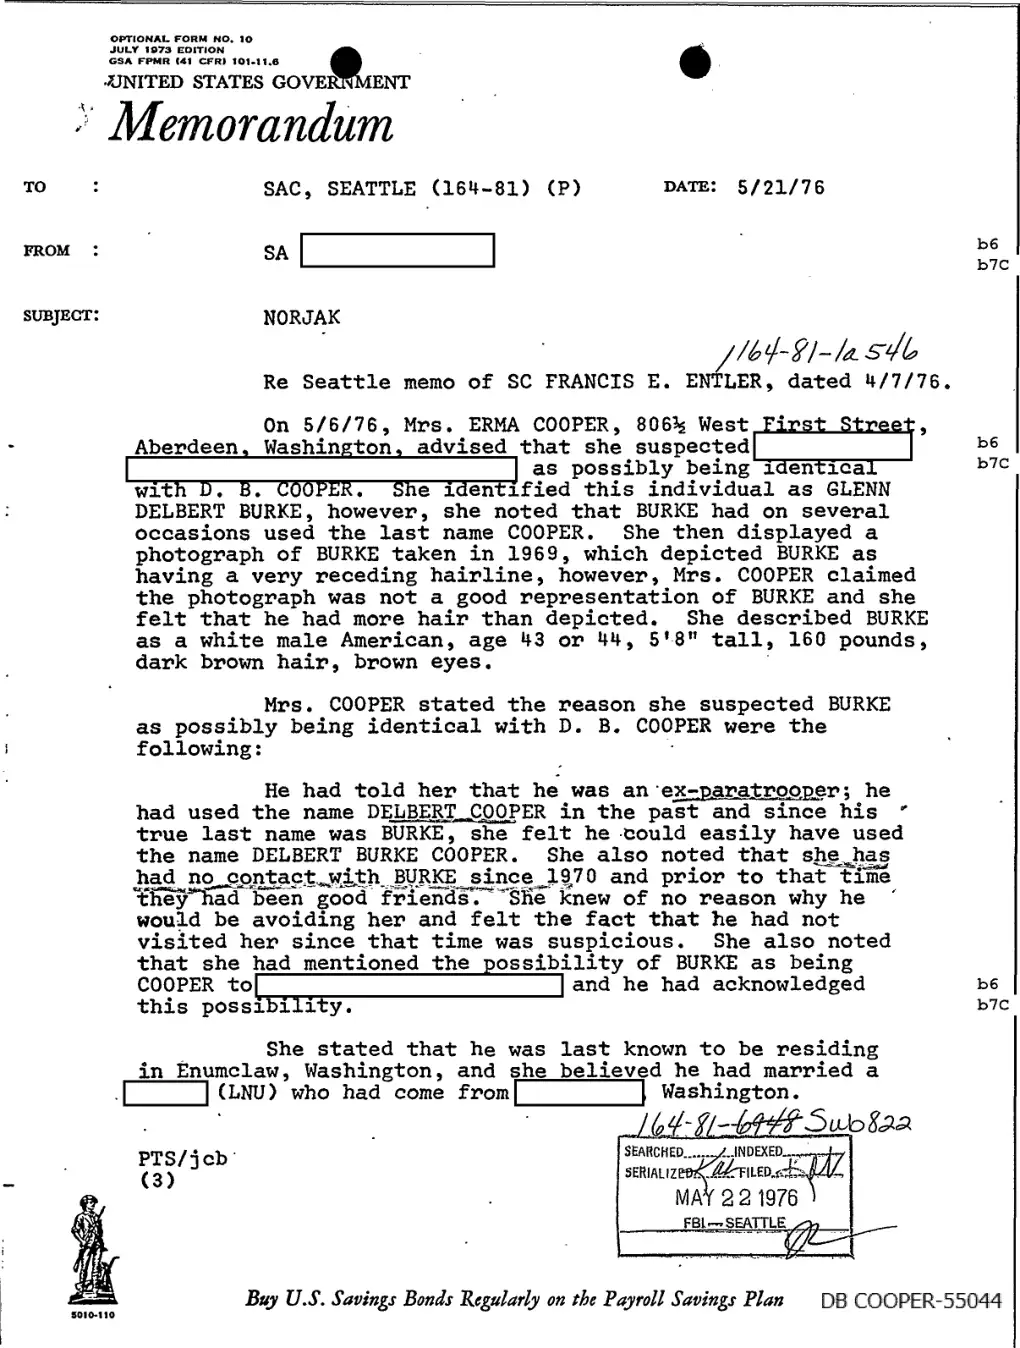 OPTIONAL FORM NO. 10
JULY 1973 EDITION
GSA FPMR (41 CFR) 101-11.6
UNITED STATES GOVERNMENT
Memorandum
TO : SAC, SEATTLE (164-81) (P) DATE: 5/21/76
FROM : SA
b6
b7C
SUBJECT: NORJAK
164-81-1a546
Re Seattle memo of SC FRANCIS E. ENTLER, dated 4/7/76.
On 5/6/76, Mrs. ERMA COOPER, 806½ West First Street,
Aberdeen, Washington, advised that she suspected
b6
as possibly being identical
b7C
with D. B. COOPER. She identified this individual as GLENN
DELBERT BURKE, however, she noted that BURKE had on several
occasions used the last name COOPER. She then displayed a
photograph of BURKE taken in 1969, which depicted BURKE as
having a very receding hairline, however, Mrs. COOPER claimed
the photograph was not a good representation of BURKE and she
felt that he had more hair than depicted. She described BURKE
as a white male American, age 43 or 44, 5'8" tall, 160 pounds,
dark brown hair, brown eyes.
Mrs. COOPER stated the reason she suspected BURKE
as possibly being identical with D. B. COOPER were the
following:
He had told her that he was an ex-paratrooper; he
had used the name DELBERT COOPER in the past and since his
true last name was BURKE, she felt he could easily have used
the name DELBERT BURKE COOPER. She also noted that she has
had no contact with BURKE since 1970 and prior to that time
they had been good friends. She knew of no reason why he
would be avoiding her and felt the fact that he had not
visited her since that time was suspicious. She also noted
that she had mentioned the possibility of BURKE as being
COOPER to and he had acknowledged
b6
this possibility.
b7C
She stated that he was last known to be residing
in Enumclaw, Washington, and she believed he had married a
(LNU) who had come from Washington.
164-81-6948 Sub822
PTS/jcb
(3)
SEARCHED INDEXED
SERIALIZED FILED
MAY 22 1976
FBI—SEATTLE
5010-110
Buy U.S. Savings Bonds Regularly on the Payroll Savings Plan
DB COOPER-55044